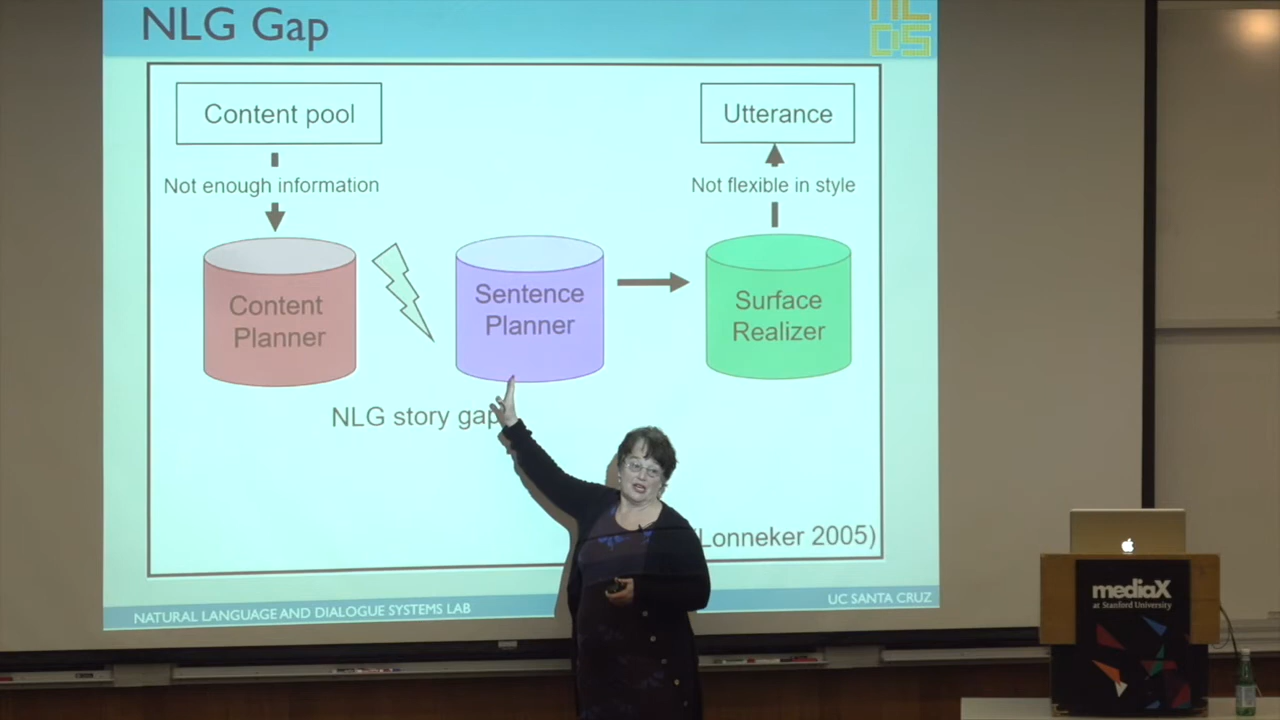 NLG Gap
Content pool
Utterance
Not enough information
Not flexible in style
Content
Planner
Sentence
Planner
Surface
Realizer
NLG story gap
(Lonneker 2005)
NATURAL LANGUAGE AND DIALOGUE SYSTEMS LAB
UC SANTA CRUZ
mediaX
at Stanford University